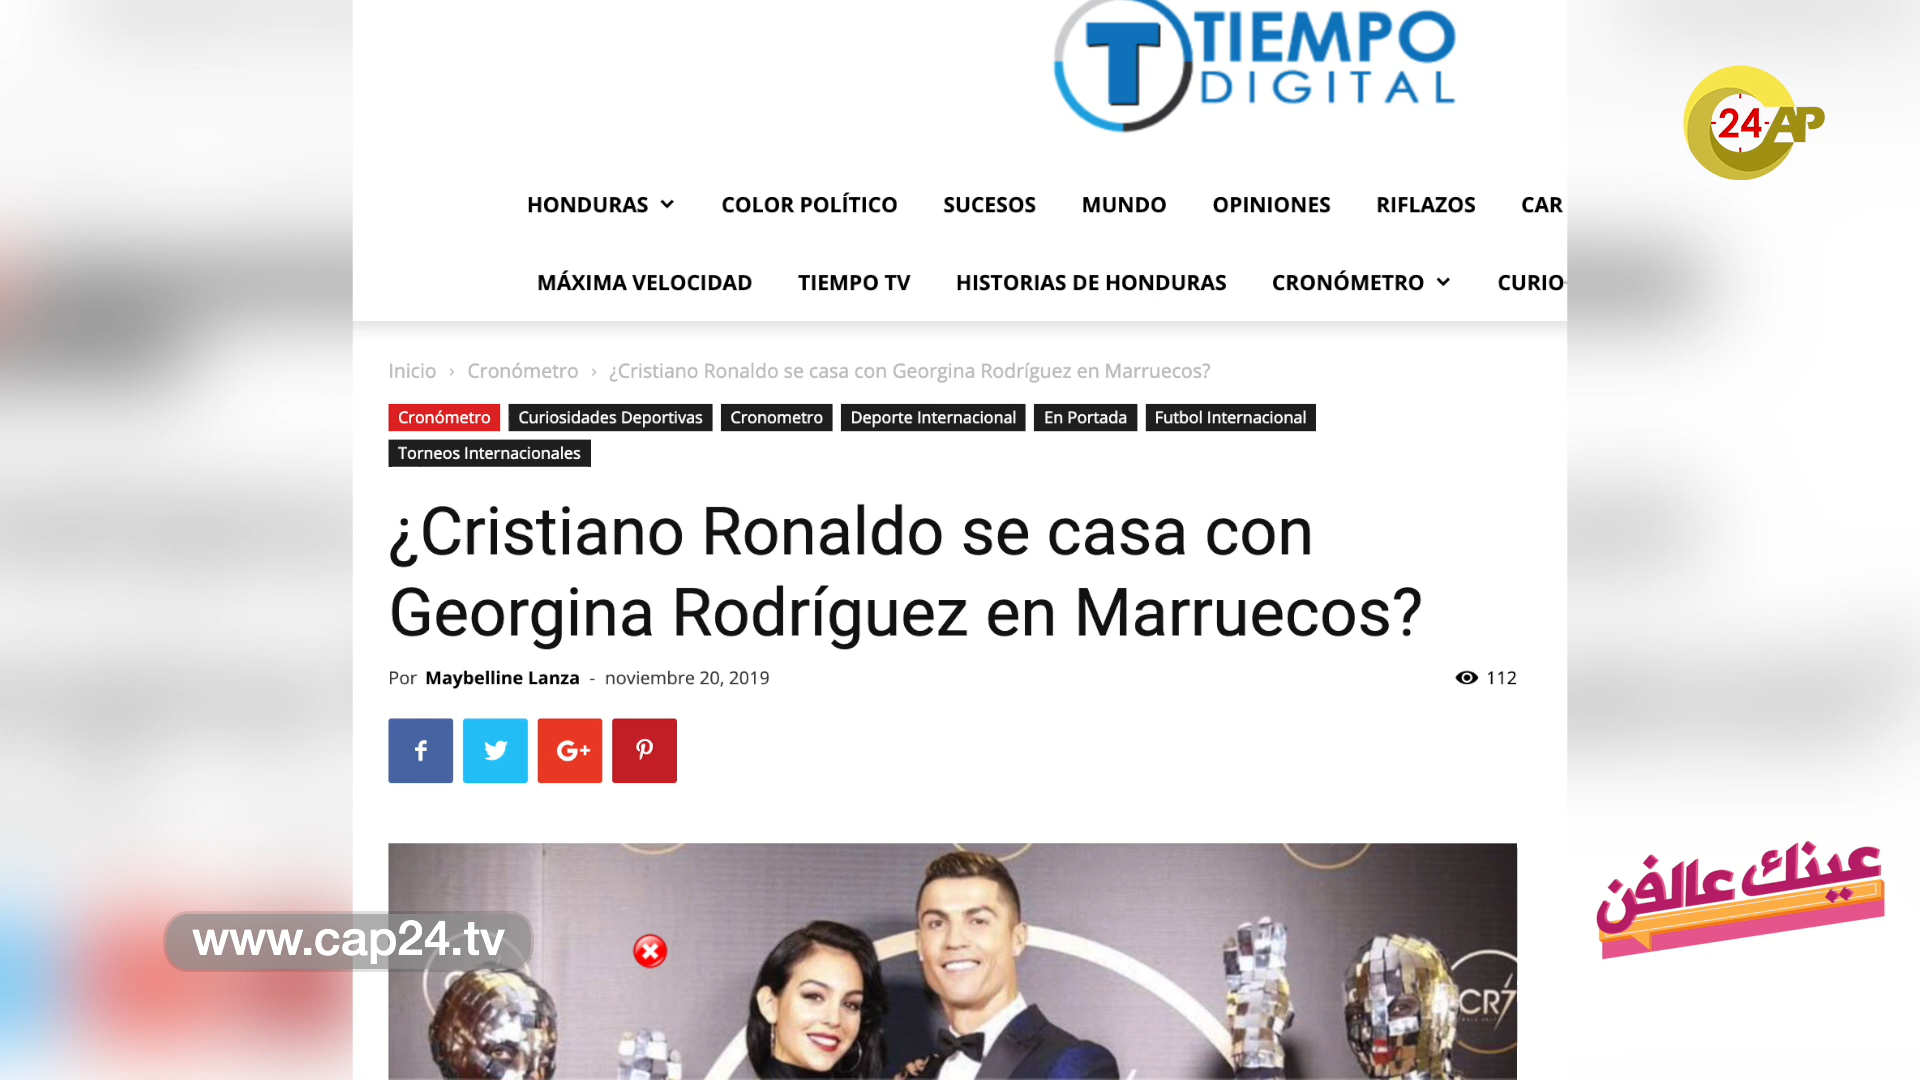 TIEMPO
DIGITAL
24 AP
HONDURAS COLOR POLÍTICO SUCESOS MUNDO OPINIONES RIFLAZOS CAR
MÁXIMA VELOCIDAD TIEMPO TV HISTORIAS DE HONDURAS CRONÓMETRO CURIO
Inicio › Cronómetro › ¿Cristiano Ronaldo se casa con Georgina Rodríguez en Marruecos?
Cronómetro Curiosidades Deportivas Cronometro Deporte Internacional En Portada Futbol Internacional
Torneos Internacionales
¿Cristiano Ronaldo se casa con
Georgina Rodríguez en Marruecos?
Por Maybelline Lanza - noviembre 20, 2019 112
عينك عالفن
www.cap24.tv
CR7